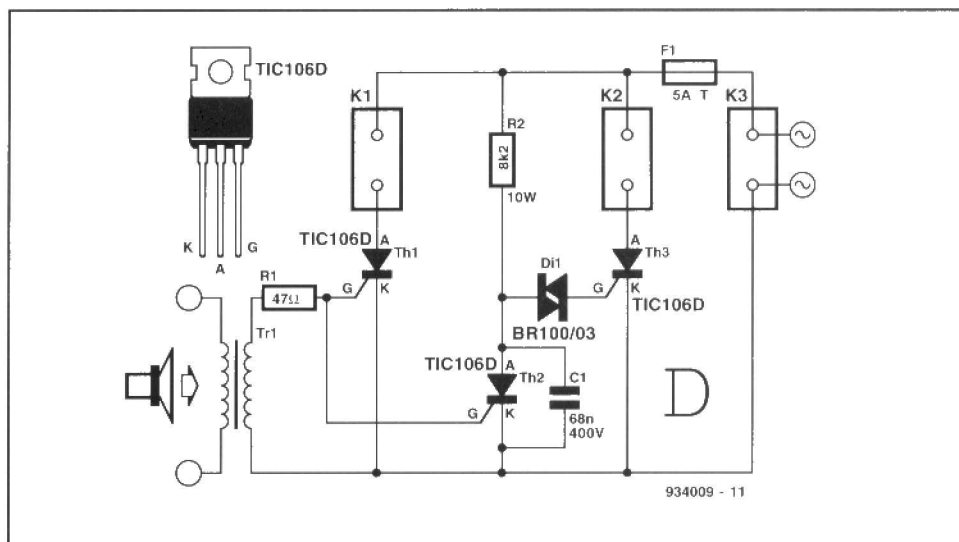 TIC106D
K
A
G
F1
5A T
K1
K2
K3
R2
8k2
10W
TIC106D
A
Th1
G
K
R1
47Ω
Tr1
A
Th3
Di1
G
K
TIC106D
BR100/03
TIC106D
A
Th2
G
K
C1
68n
400V
934009 - 11